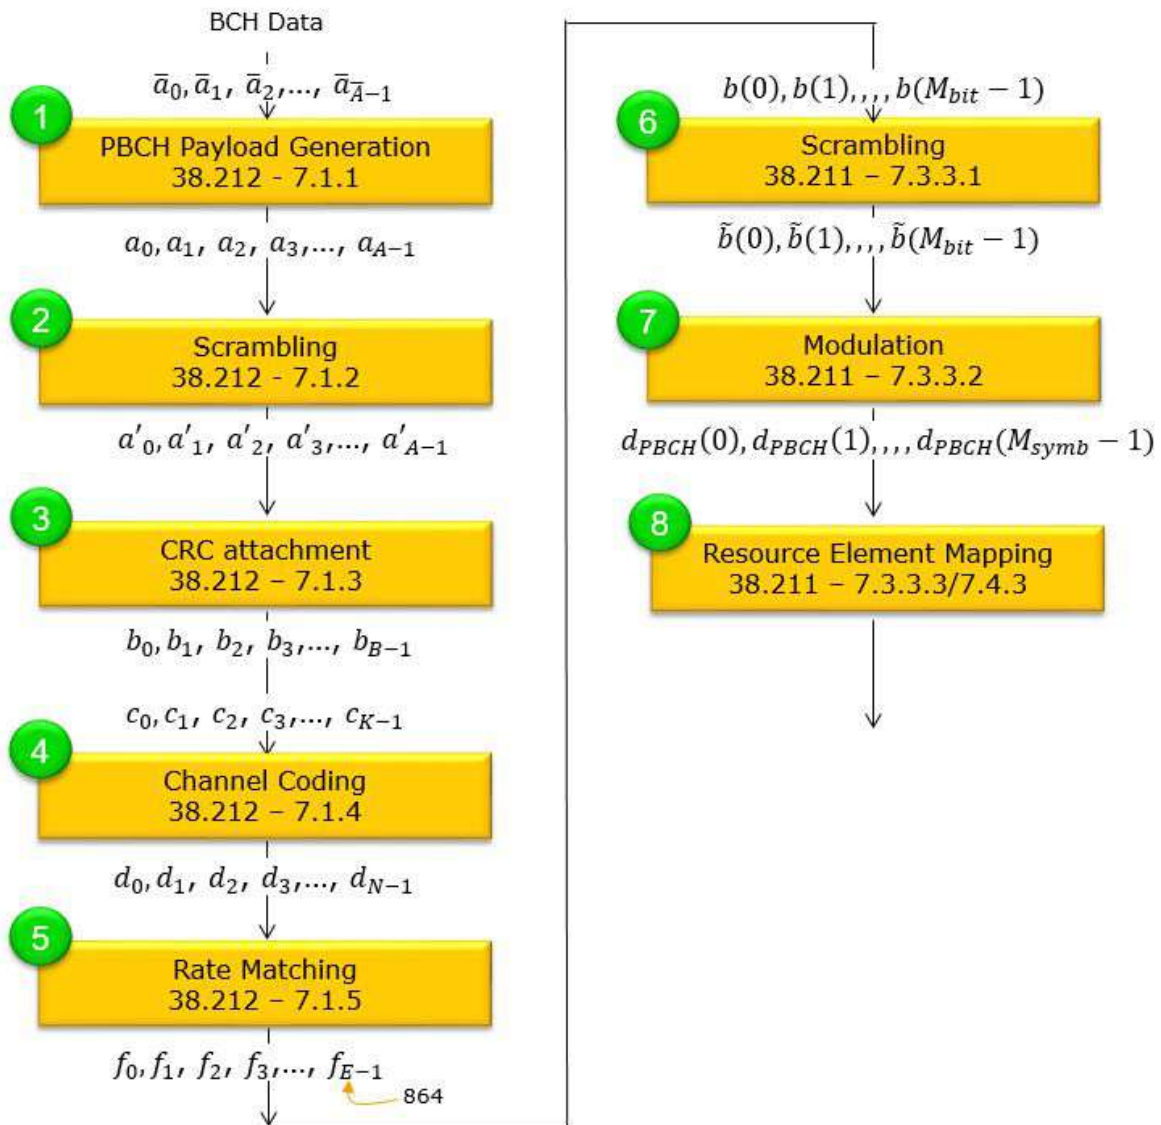 BCH Data
a̅₀, a̅₁, a̅₂,..., a̅_A̅−1
1
PBCH Payload Generation
38.212 - 7.1.1
a₀, a₁, a₂, a₃,..., a_A−1
2
Scrambling
38.212 - 7.1.2
a′₀, a′₁, a′₂, a′₃,..., a′_A−1
3
CRC attachment
38.212 – 7.1.3
b₀, b₁, b₂, b₃,..., b_B−1
c₀, c₁, c₂, c₃,..., c_K−1
4
Channel Coding
38.212 – 7.1.4
d₀, d₁, d₂, d₃,..., d_N−1
5
Rate Matching
38.212 – 7.1.5
f₀, f₁, f₂, f₃,..., f_E−1
864
b(0), b(1),,,, b(M_bit − 1)
6
Scrambling
38.211 – 7.3.3.1
b̃(0), b̃(1),,,, b̃(M_bit − 1)
7
Modulation
38.211 – 7.3.3.2
d_PBCH(0), d_PBCH(1),,,, d_PBCH(M_symb − 1)
8
Resource Element Mapping
38.211 – 7.3.3.3/7.4.3